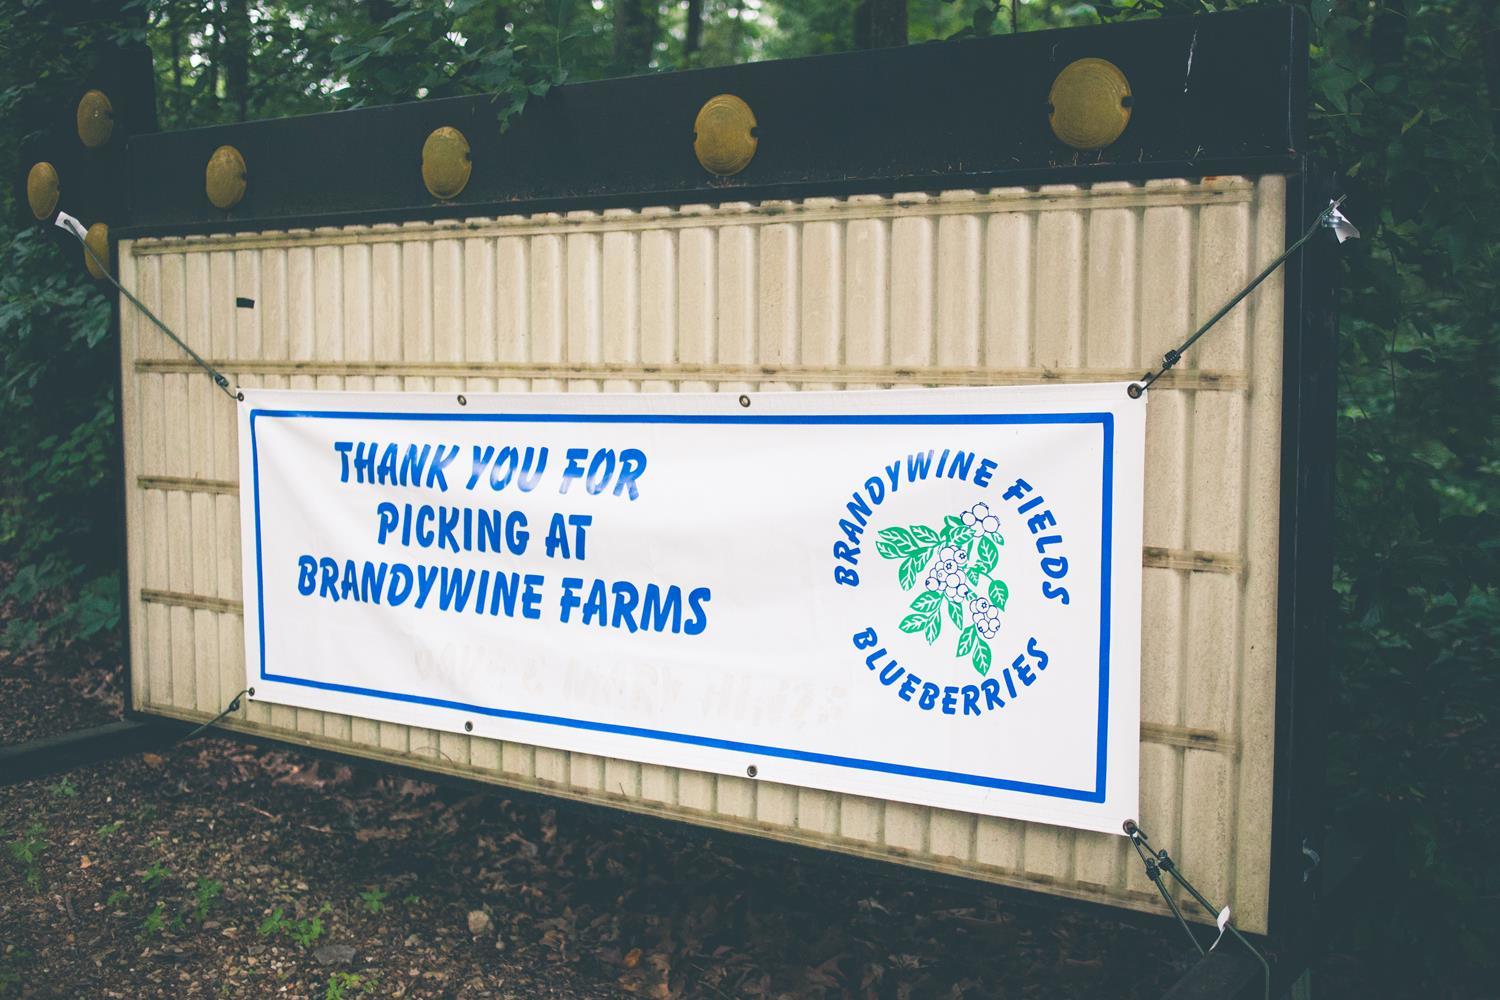 THANK YOU FOR
PICKING AT
BRANDYWINE FARMS
BRANDYWINE FIELDS
BLUEBERRIES